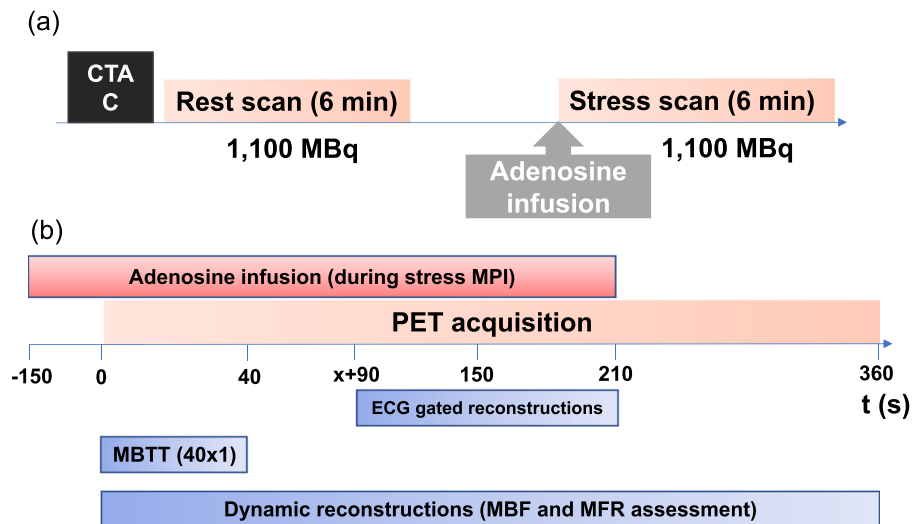 (a)
CTA
C
Rest scan (6 min)
Stress scan (6 min)
1,100 MBq
1,100 MBq
Adenosine
infusion
(b)
Adenosine infusion (during stress MPI)
PET acquisition
-150 0 40 x+90 150 210 360
t (s)
ECG gated reconstructions
MBTT (40x1)
Dynamic reconstructions (MBF and MFR assessment)